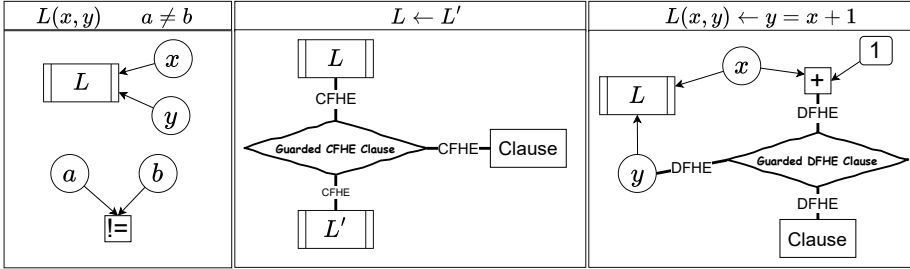 L(x, y) a ≠ b
x
L
y
a b
!=
L ← L′
L
CFHE
Guarded CFHE Clause CFHE Clause
CFHE
L′
L(x, y) ← y = x + 1
1
x
+
L
DFHE
Guarded DFHE Clause
y DFHE
DFHE
Clause